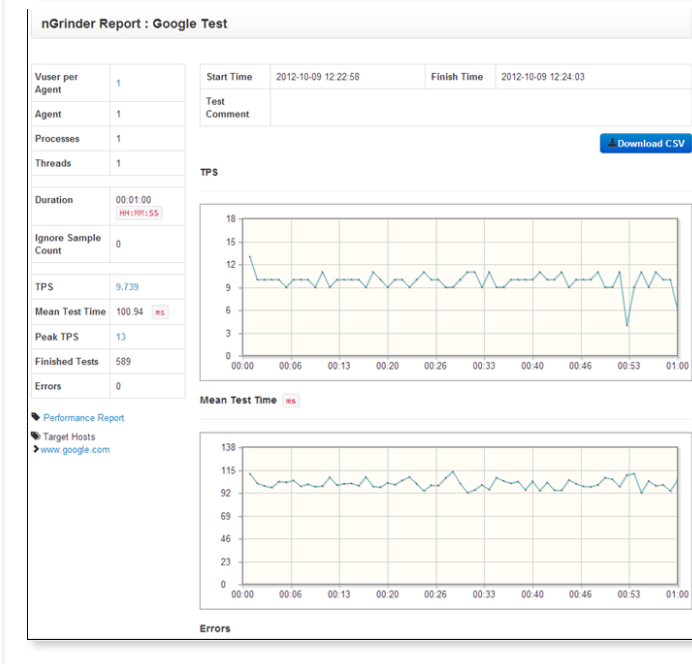 nGrinder Report : Google Test
Vuser per Agent 1
Agent 1
Processes 1
Threads 1
Duration 00:01:00
HH:MM:SS
Ignore Sample Count 0
TPS 9.739
Mean Test Time 100.94 ms
Peak TPS 13
Finished Tests 589
Errors 0
Performance Report
Target Hosts
www.google.com
Start Time 2012-10-09 12:22:58 Finish Time 2012-10-09 12:24:03
Test Comment
Download CSV
TPS
18
15
12
9
6
3
0
00:00 00:06 00:13 00:20 00:26 00:33 00:40 00:46 00:53 01:00
Mean Test Time ms
138
115
92
69
46
23
0
00:00 00:06 00:13 00:20 00:26 00:33 00:40 00:46 00:53 01:00
Errors